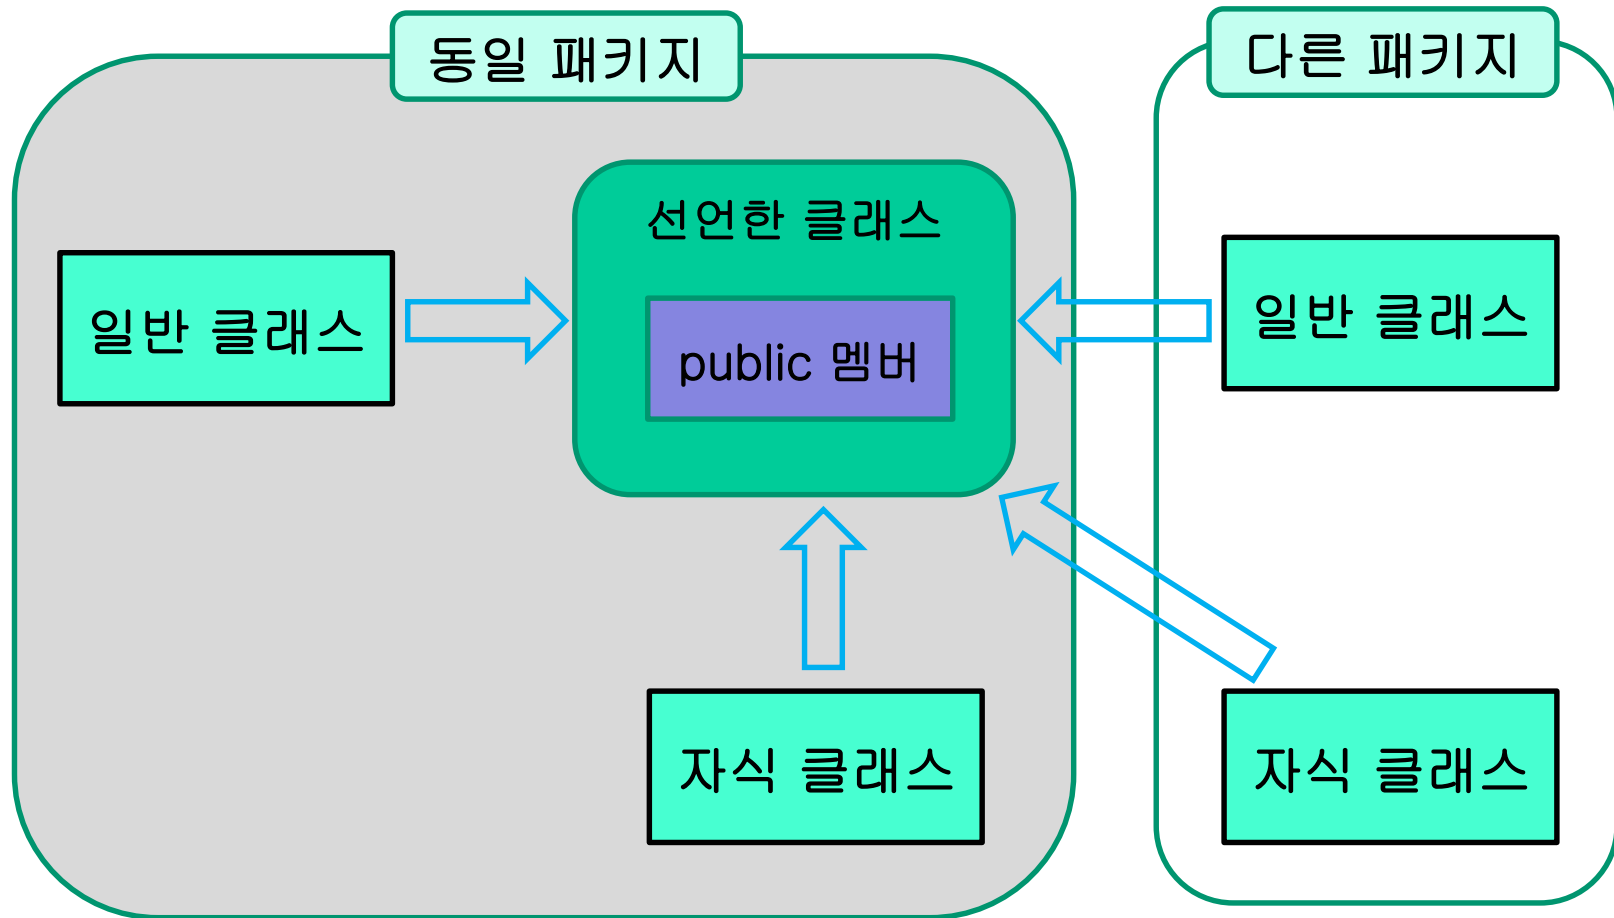 동일 패키지
다른 패키지
선언한 클래스
일반 클래스
public 멤버
일반 클래스
자식 클래스
자식 클래스